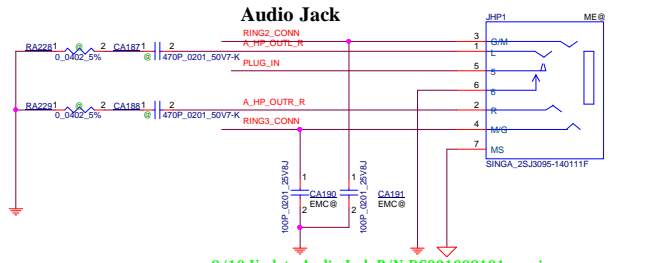 Audio Jack
JHP1 ME@
RING2_CONN
3 G/M
A_HP_OUTL_R
1 L
RA228 1 @ 2 CA187 1 2
0_0402_5% @ 470P_0201_50V7-K
PLUG_IN
5 5
6 6
A_HP_OUTR_R
2 R
RA229 1 @ 2 CA188 1 2
0_0402_5% @ 470P_0201_50V7-K
RING3_CONN
4 M/G
7 MS
SINGA_2SJ3095-140111F
100P_0201_25V8J
1
2
CA190
EMC@
100P_0201_25V8J
1
2
CA191
EMC@